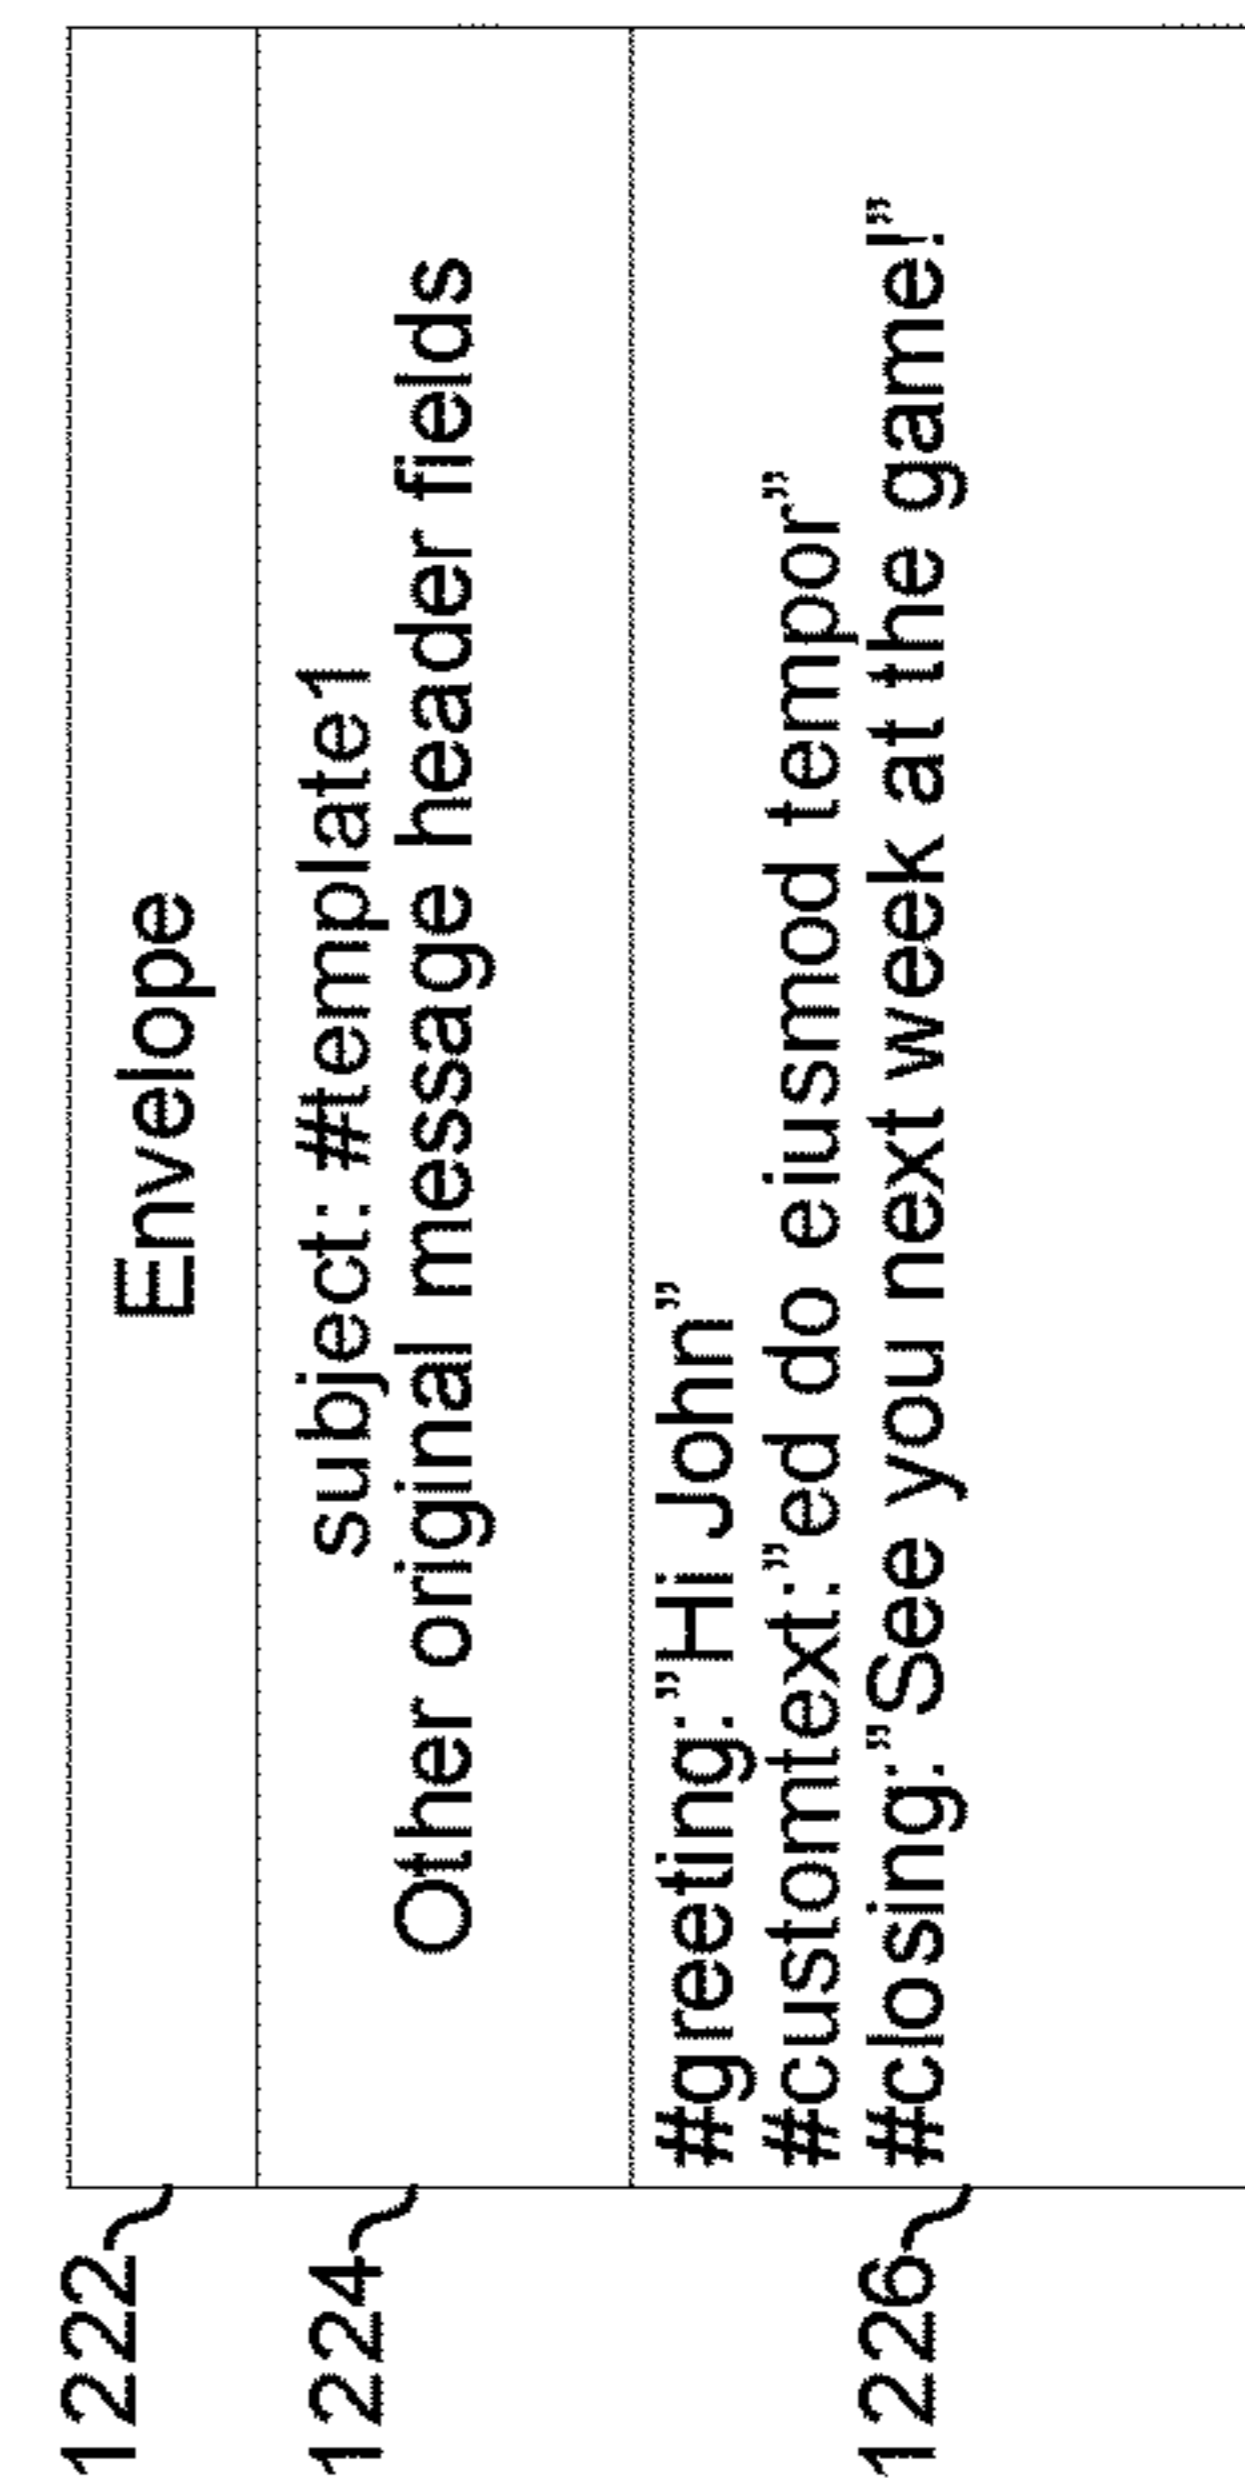 1222
Envelope
1224
subject: #template1
Other original message header fields
1226
#greeting:”Hi John”
#customtext:”ed do eiusmod tempor”
#closing:”See you next week at the game!”